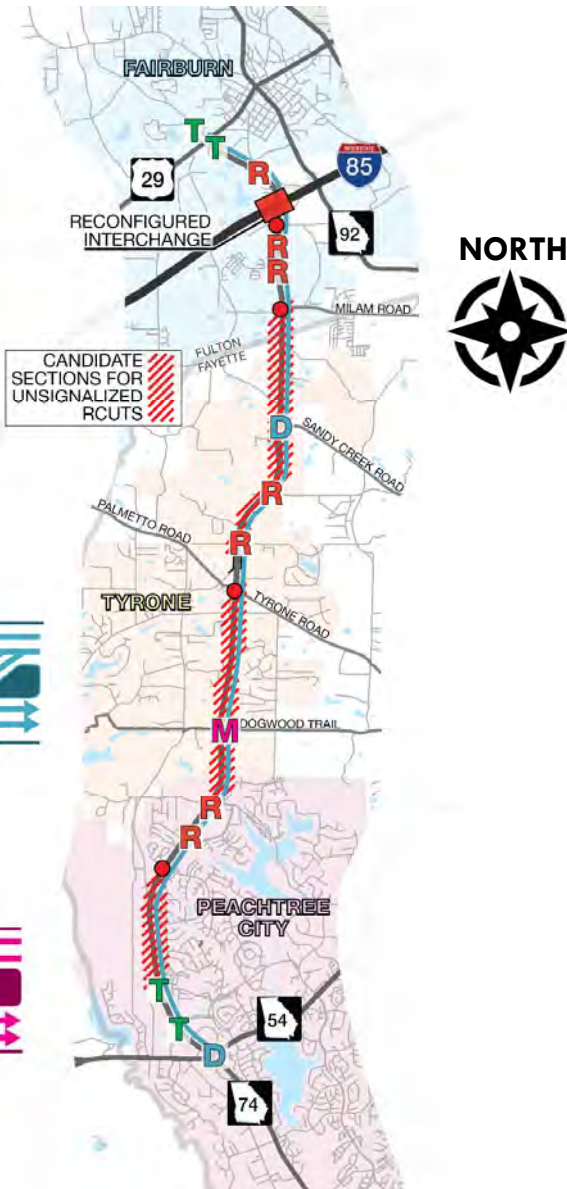 FAIRBURN
T
T
R
29
INTERSTATE
85
RECONFIGURED
INTERCHANGE
92
R
R
NORTH
MILAM ROAD
FULTON
FAYETTE
CANDIDATE
SECTIONS FOR
UNSIGNALIZED
RCUTS
D
SANDY CREEK ROAD
R
PALMETTO ROAD
R
TYRONE
TYRONE ROAD
M
DOGWOOD TRAIL
R
R
PEACHTREE
CITY
T
T
54
D
74